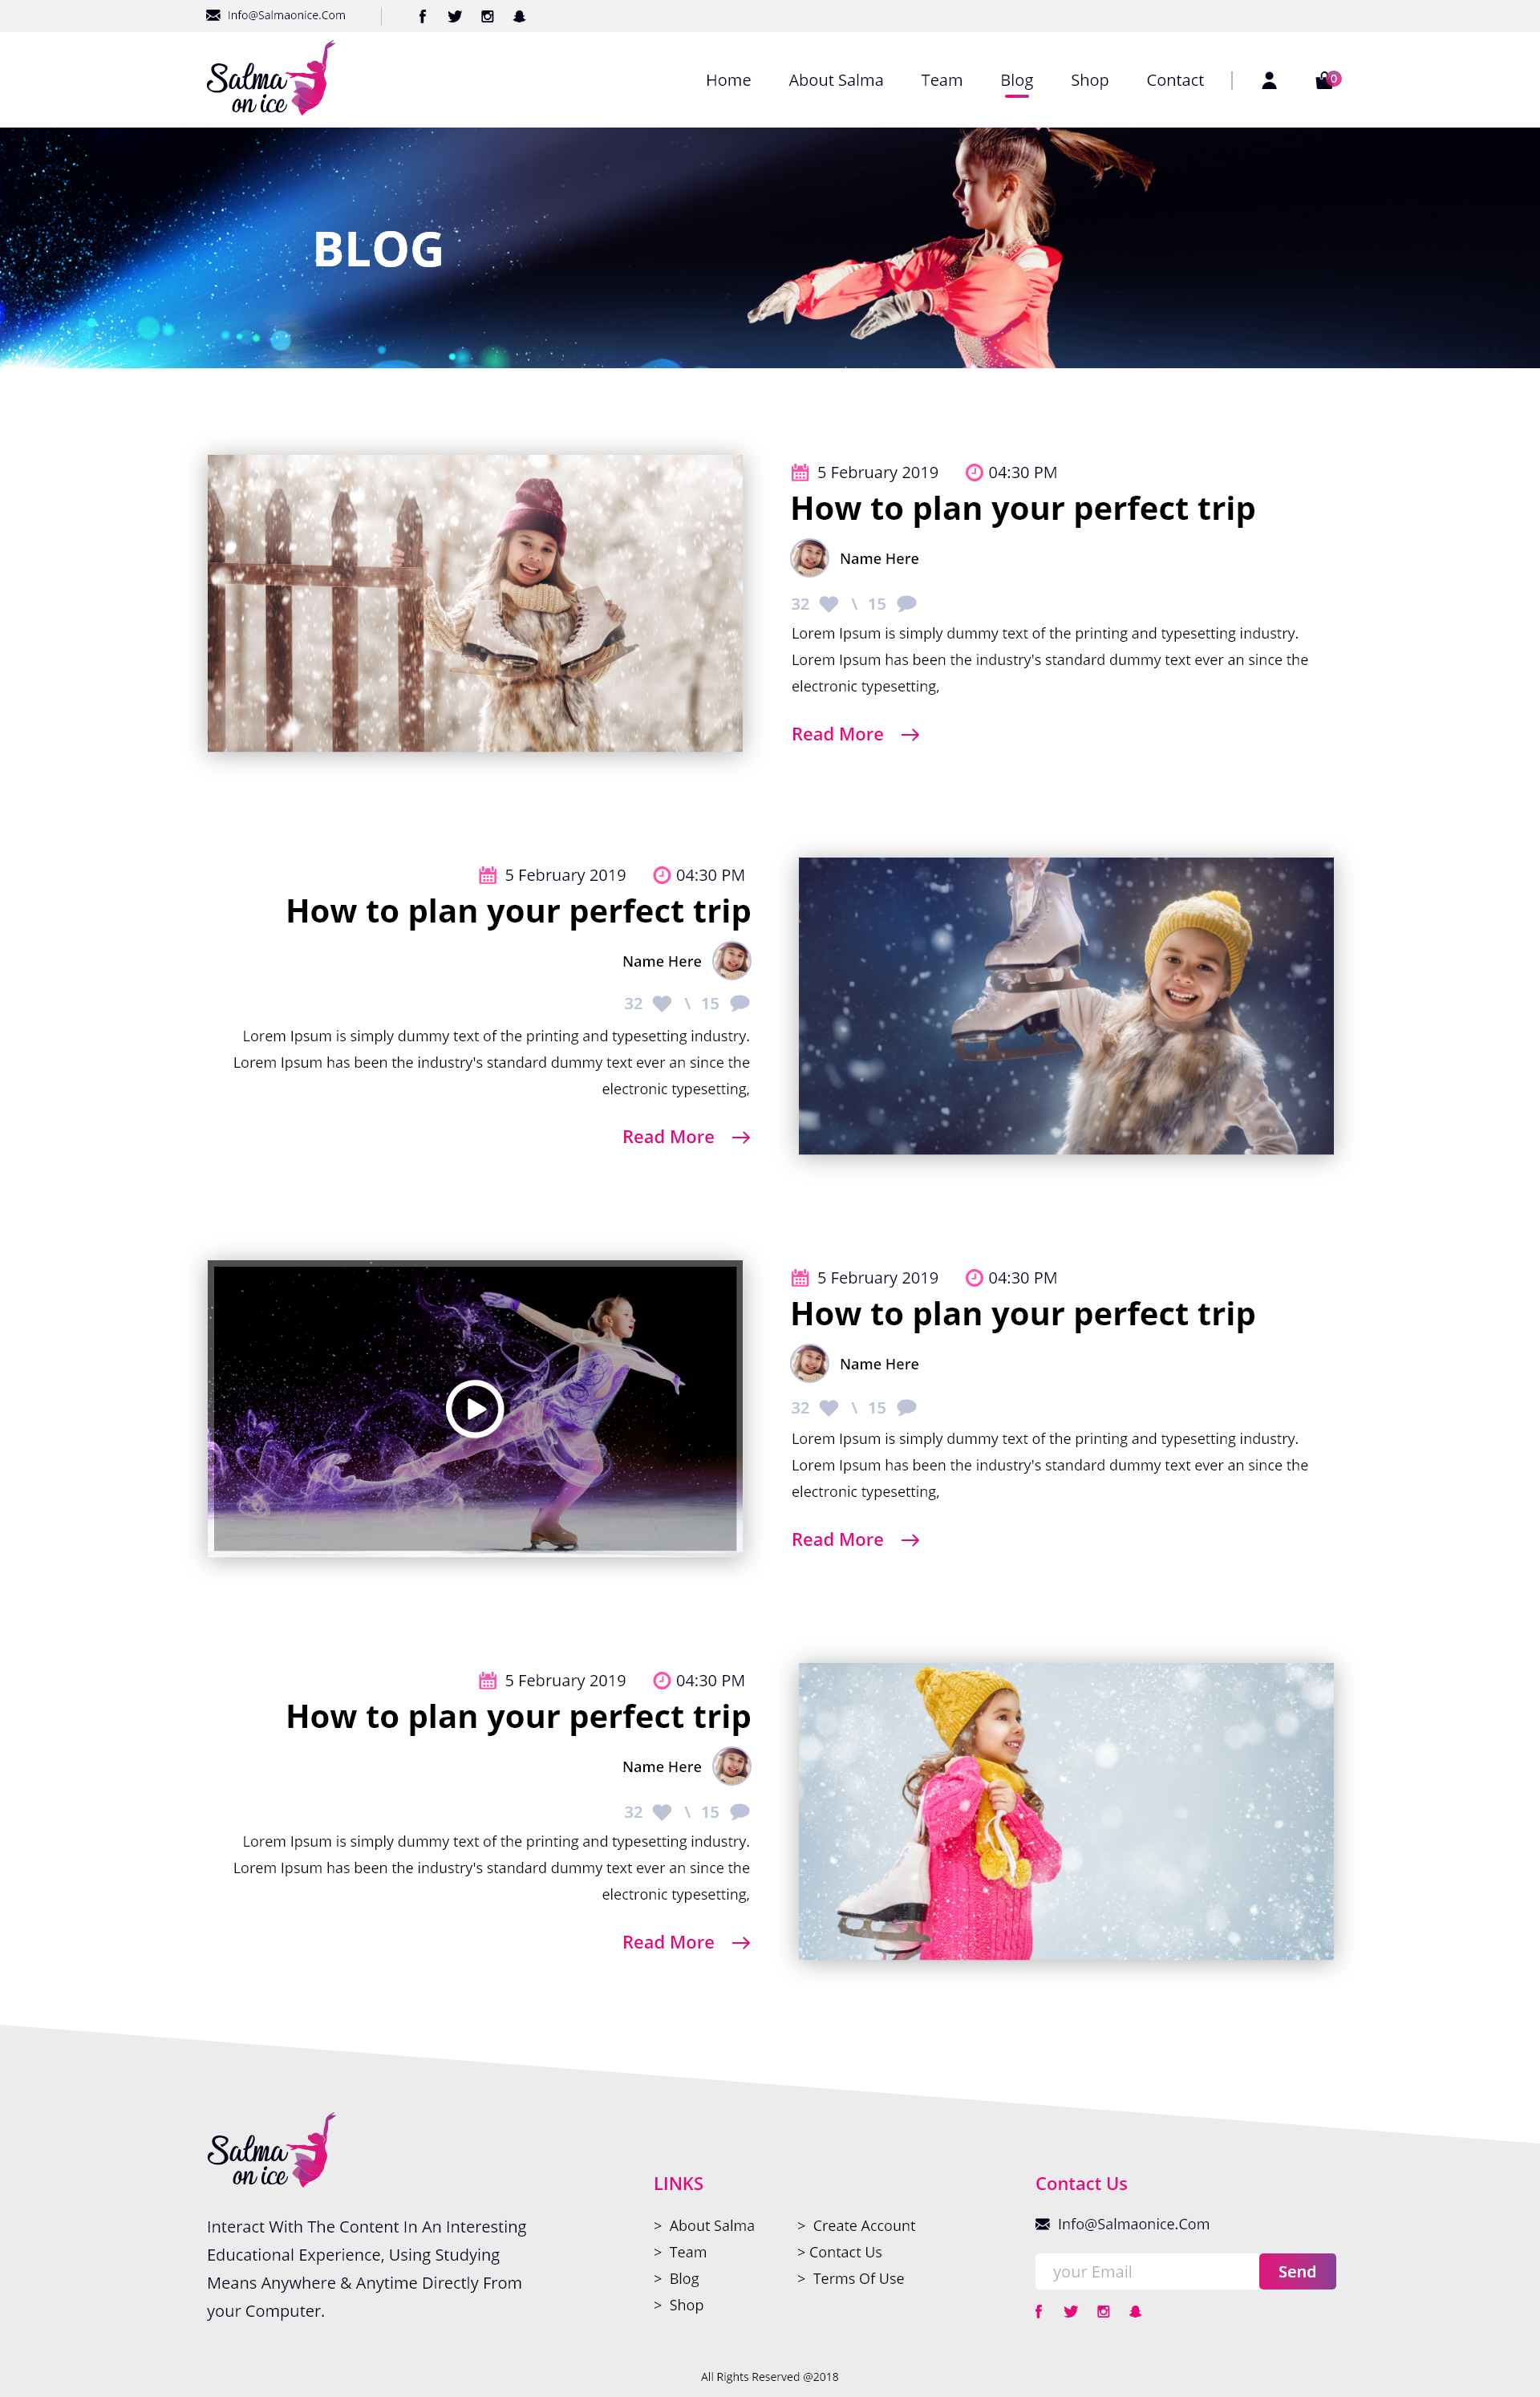 Info@Salmaonice.Com
Salma
on ice
Home About Salma Team Blog Shop Contact 0
BLOG
5 February 2019 04:30 PM
How to plan your perfect trip
Name Here
32 \ 15
Lorem Ipsum is simply dummy text of the printing and typesetting industry.
Lorem Ipsum has been the industry's standard dummy text ever an since the
electronic typesetting,
Read More
5 February 2019 04:30 PM
How to plan your perfect trip
Name Here
32 \ 15
Lorem Ipsum is simply dummy text of the printing and typesetting industry.
Lorem Ipsum has been the industry's standard dummy text ever an since the
electronic typesetting,
Read More
5 February 2019 04:30 PM
How to plan your perfect trip
Name Here
32 \ 15
Lorem Ipsum is simply dummy text of the printing and typesetting industry.
Lorem Ipsum has been the industry's standard dummy text ever an since the
electronic typesetting,
Read More
5 February 2019 04:30 PM
How to plan your perfect trip
Name Here
32 \ 15
Lorem Ipsum is simply dummy text of the printing and typesetting industry.
Lorem Ipsum has been the industry's standard dummy text ever an since the
electronic typesetting,
Read More
Salma
on ice
Interact With The Content In An Interesting
Educational Experience, Using Studying
Means Anywhere & Anytime Directly From
your Computer.
LINKS
> About Salma
> Team
> Blog
> Shop
> Create Account
> Contact Us
> Terms Of Use
Contact Us
Info@Salmaonice.Com
your Email Send
All Rights Reserved @2018